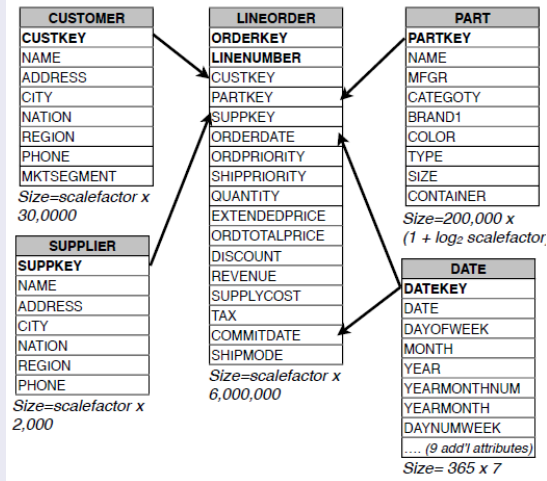 CUSTOMER
CUSTKEY
NAME
ADDRESS
CITY
NATION
REGION
PHONE
MKTSEGMENT
Size=scalefactor x
30,0000
SUPPLIER
SUPPKEY
NAME
ADDRESS
CITY
NATION
REGION
PHONE
Size=scalefactor x
2,000
LINEORDER
ORDERKEY
LINENUMBER
CUSTKEY
PARTKEY
SUPPKEY
ORDERDATE
ORDPRIORITY
SHIPPRIORITY
QUANTITY
EXTENDEDPRICE
ORDTOTALPRICE
DISCOUNT
REVENUE
SUPPLYCOST
TAX
COMMITDATE
SHIPMODE
Size=scalefactor x
6,000,000
PART
PARTKEY
NAME
MFGR
CATEGOTY
BRAND1
COLOR
TYPE
SIZE
CONTAINER
Size=200,000 x
(1 + log₂ scalefactor)
DATE
DATEKEY
DATE
DAYOFWEEK
MONTH
YEAR
YEARMONTHNUM
YEARMONTH
DAYNUMWEEK
.... (9 add'l attributes)
Size= 365 x 7